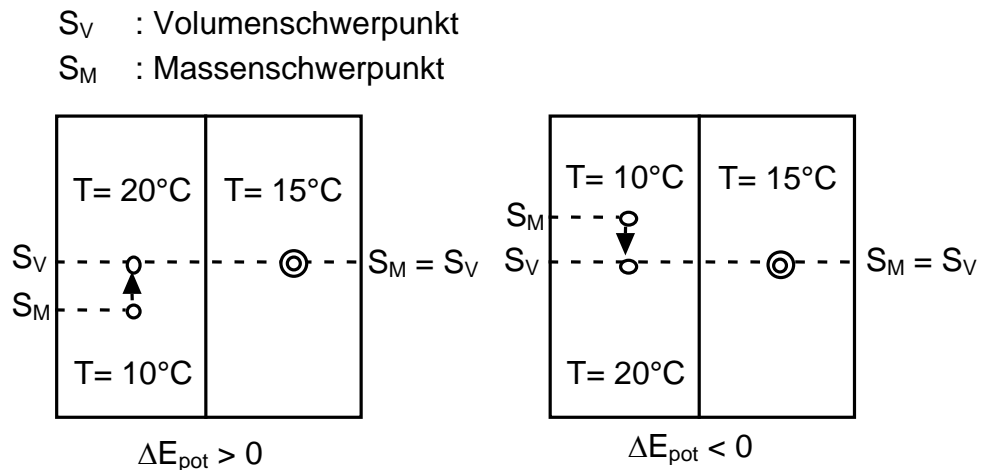 S_V : Volumenschwerpunkt
S_M : Massenschwerpunkt
T= 20°C T= 15°C
S_V S_M = S_V
S_M
T= 10°C
ΔE_pot > 0
T= 10°C T= 15°C
S_M
S_V S_M = S_V
T= 20°C
ΔE_pot < 0